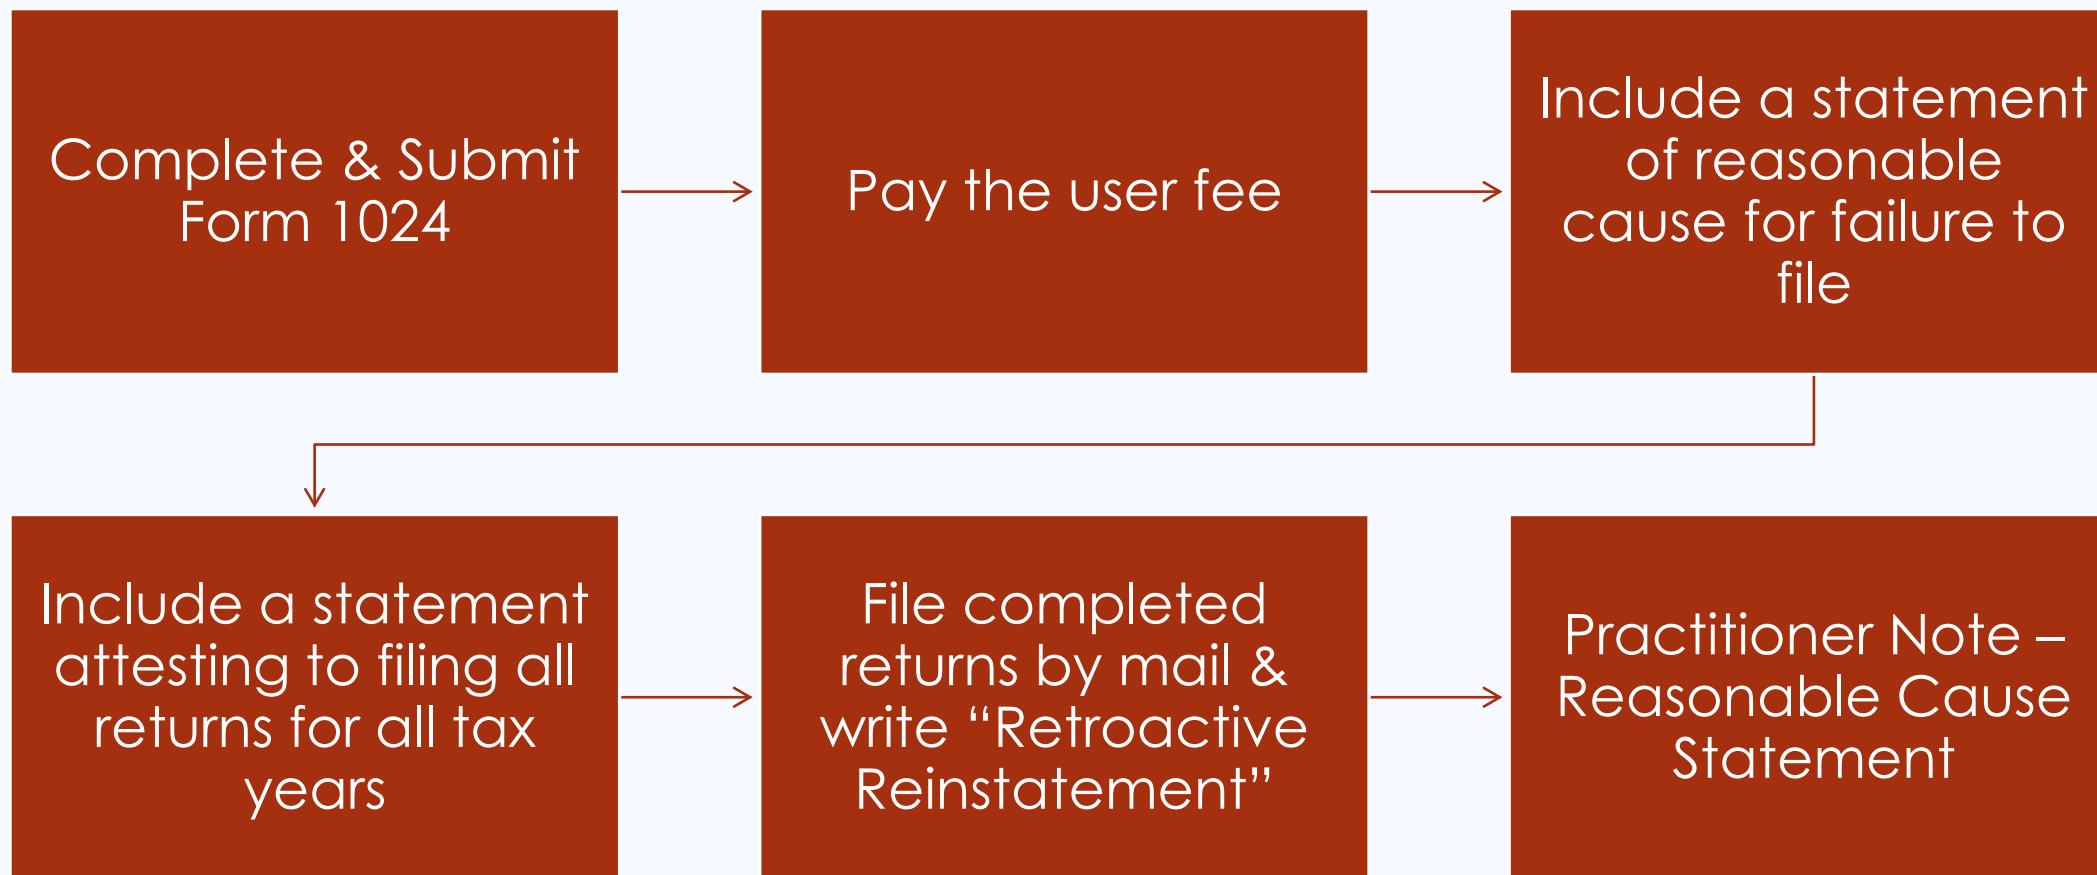 Complete & Submit
Form 1024
Pay the user fee
Include a statement
of reasonable
cause for failure to
file
Include a statement
attesting to filing all
returns for all tax
years
File completed
returns by mail &
write “Retroactive
Reinstatement”
Practitioner Note –
Reasonable Cause
Statement